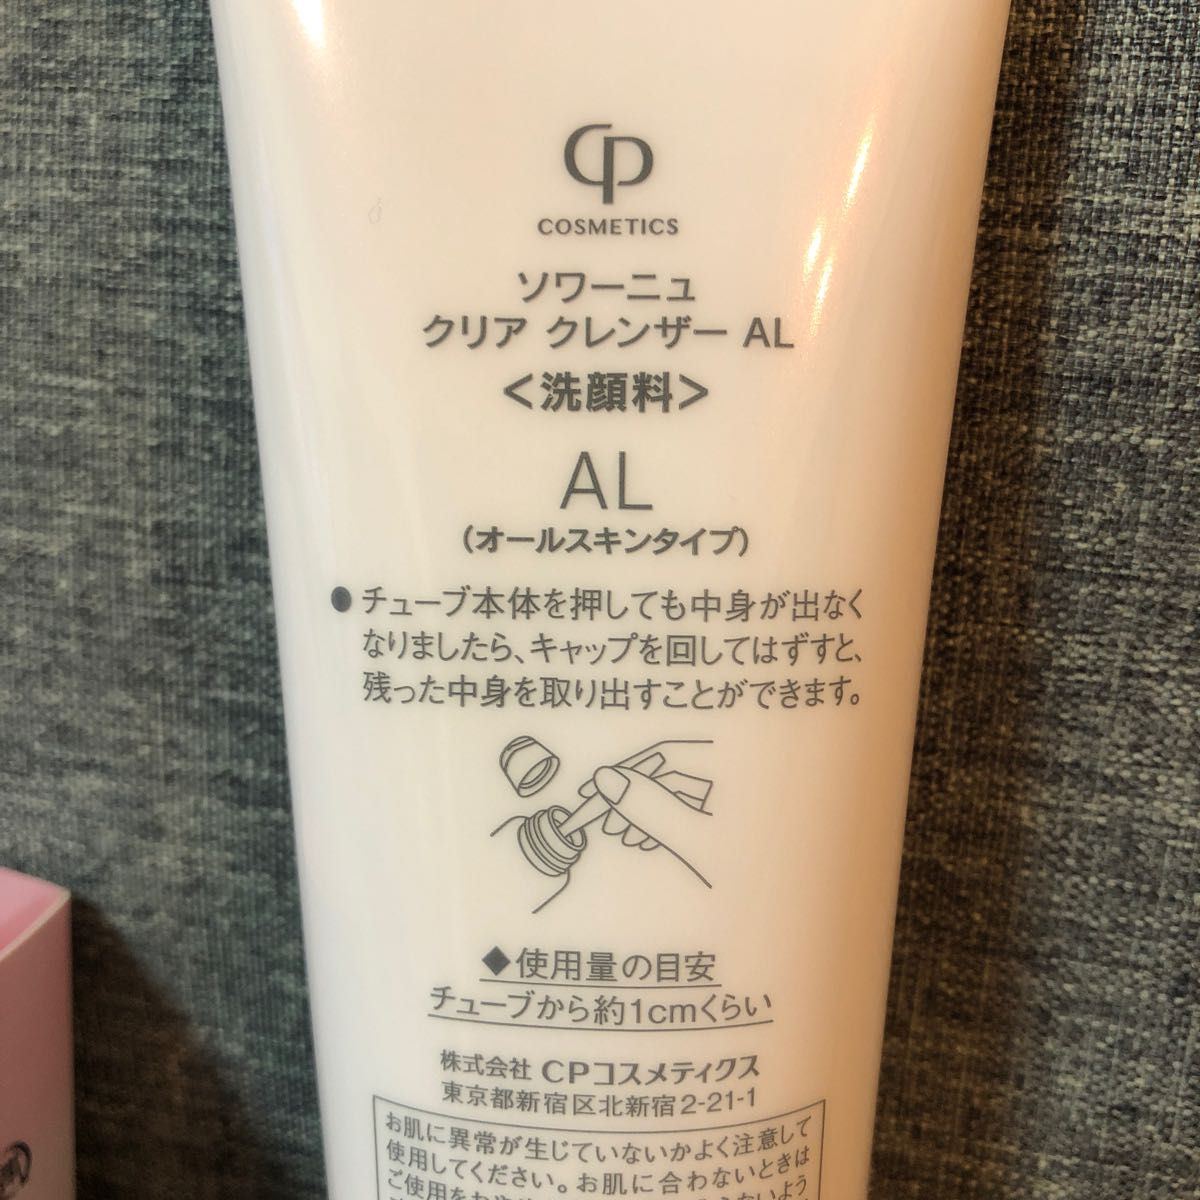 CP
COSMETICS
ソワーニュ
クリア クレンザー AL
<洗顔料>
AL
(オールスキンタイプ)
● チューブ本体を押しても中身が出なく
なりましたら、キャップを回してはずすと、
残った中身を取り出すことができます。
◆使用量の目安
チューブから約1cmくらい
株式会社 CPコスメティクス
東京都新宿区北新宿2-21-1
お肌に異常が生じていないかよく注意して
使用してください。お肌に合わないときは
ご使用をお